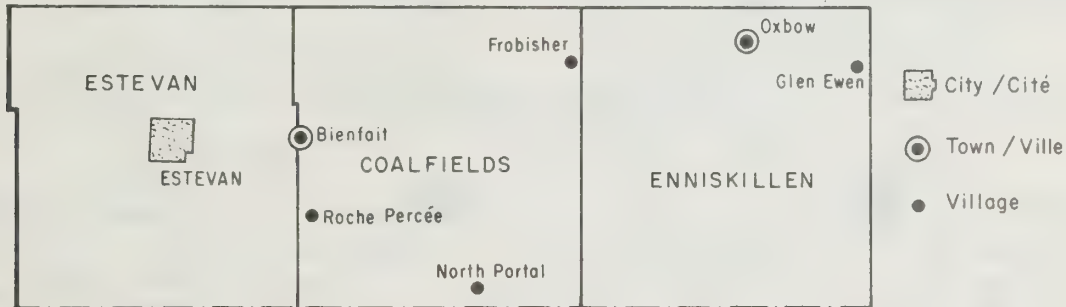 Oxbow
Frobisher
Glen Ewen
ESTEVAN
City / Cité
Bienfait
Town / Ville
COALFIELDS
ESTEVAN
ENNISKILLEN
Village
Roche Percée
North Portal